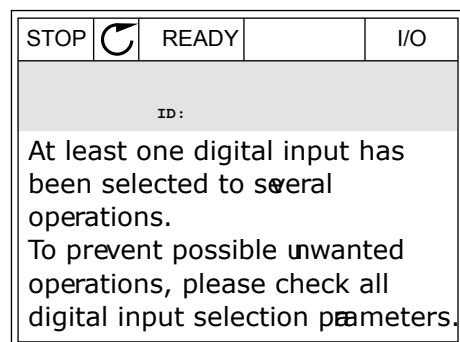 STOP READY I/O
ID:
At least one digital input has
been selected to several
operations.
To prevent possible unwanted
operations, please check all
digital input selection parameters.